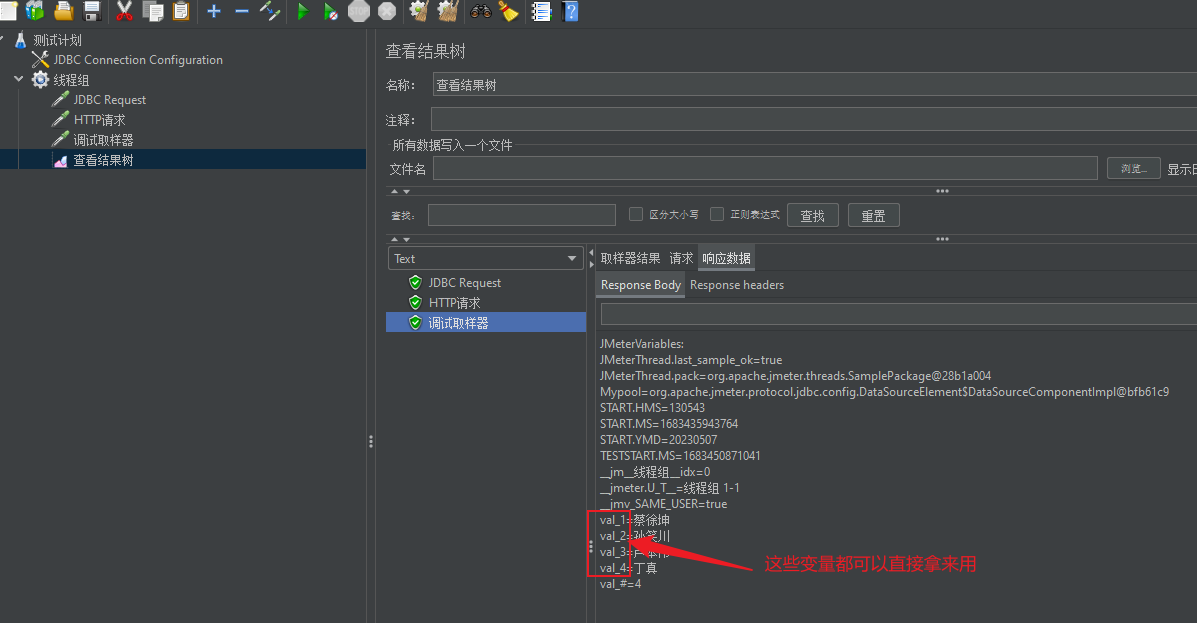 STOP
测试计划
JDBC Connection Configuration
线程组
JDBC Request
HTTP请求
调试取样器
查看结果树
查看结果树
名称：
查看结果树
注释：
所有数据写入一个文件
文件名
浏览...
显示日
查找:
区分大小写
正则表达式
查找
重置
Text
取样器结果 请求 响应数据
JDBC Request
HTTP请求
调试取样器
Response Body Response headers
JMeterVariables:
JMeterThread.last_sample_ok=true
JMeterThread.pack=org.apache.jmeter.threads.SamplePackage@28b1a004
Mypool=org.apache.jmeter.protocol.jdbc.config.DataSourceElement$DataSourceComponentImpl@bfb61c9
START.HMS=130543
START.MS=1683435943764
START.YMD=20230507
TESTSTART.MS=1683450871041
__jm__线程组__idx=0
__jmeter.U_T__=线程组 1-1
__jmv_SAME_USER=true
val_1=蔡徐坤
val_2=孙笑川
val_3=
val_4=丁真
val_#=4
这些变量都可以直接拿来用